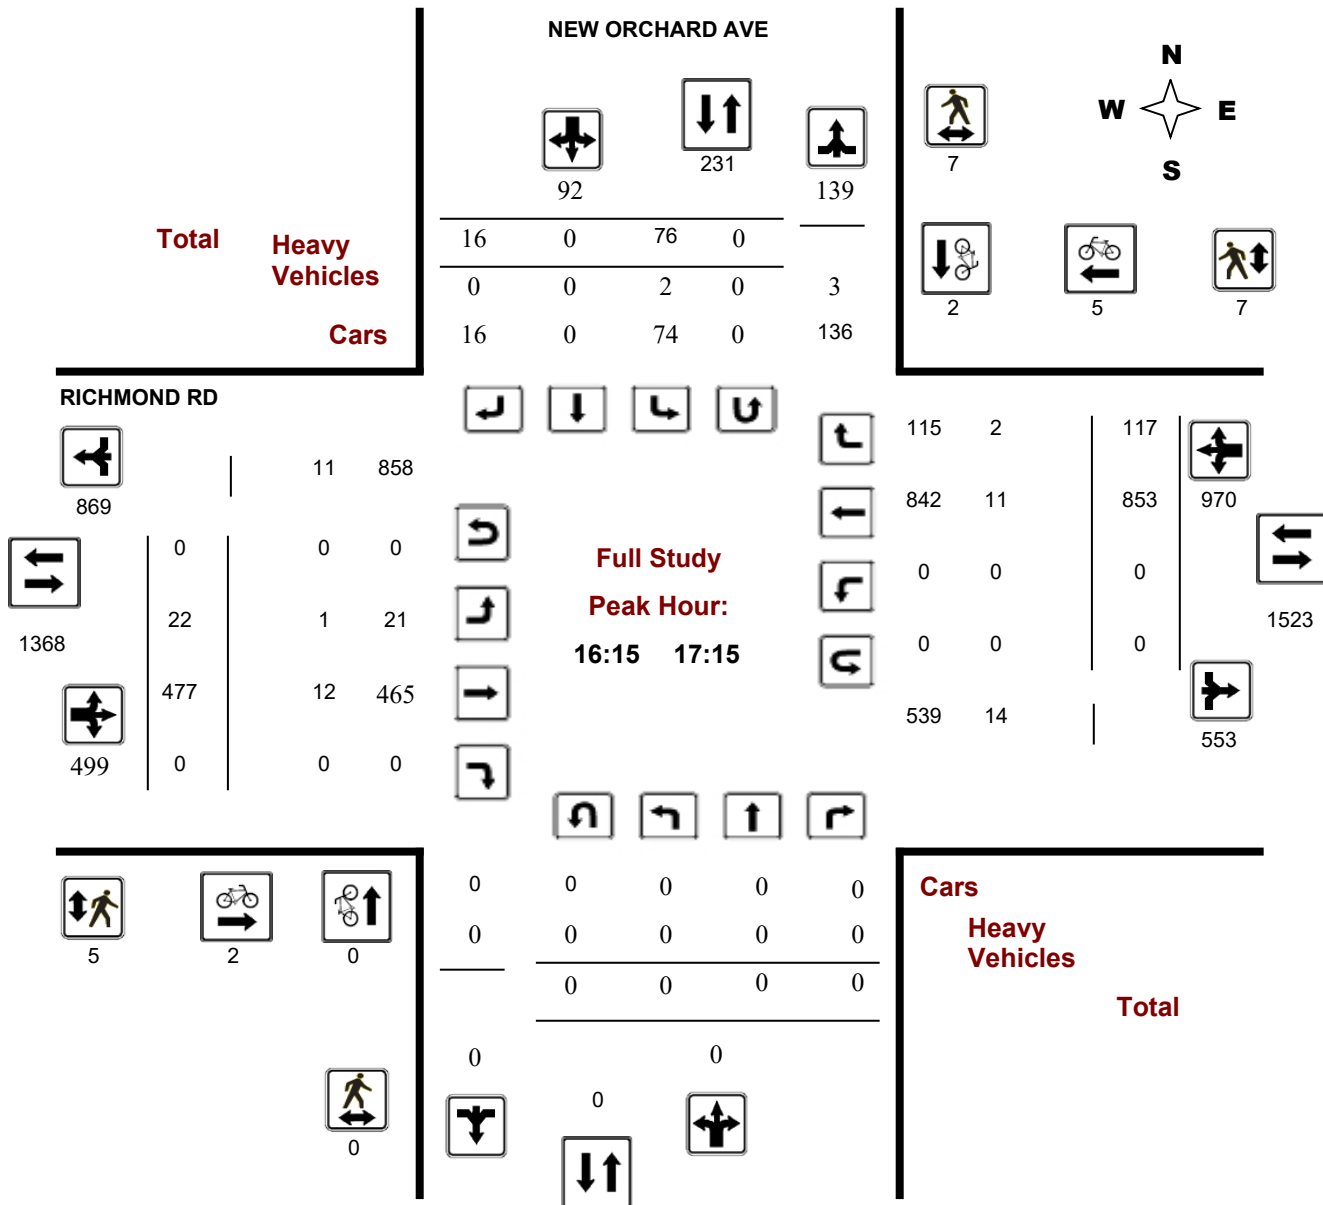 NEW ORCHARD AVE
N
W E
S
92
231
139
7
Total
Heavy
Vehicles
Cars
16 0 76 0
0 0 2 0 3
16 0 74 0 136
2 5 7
RICHMOND RD
869
11 858
0 0 0
22 1 21
1368
477 12 465
499
0 0 0
Full Study
Peak Hour:
16:15 17:15
115 2 117
842 11 853 970
0 0 0
1523
0 0 0
539 14
553
5 2 0
0
0 0 0 0 0
0 0 0 0 0
0 0 0 0
0 0
0
Cars
Heavy
Vehicles
Total